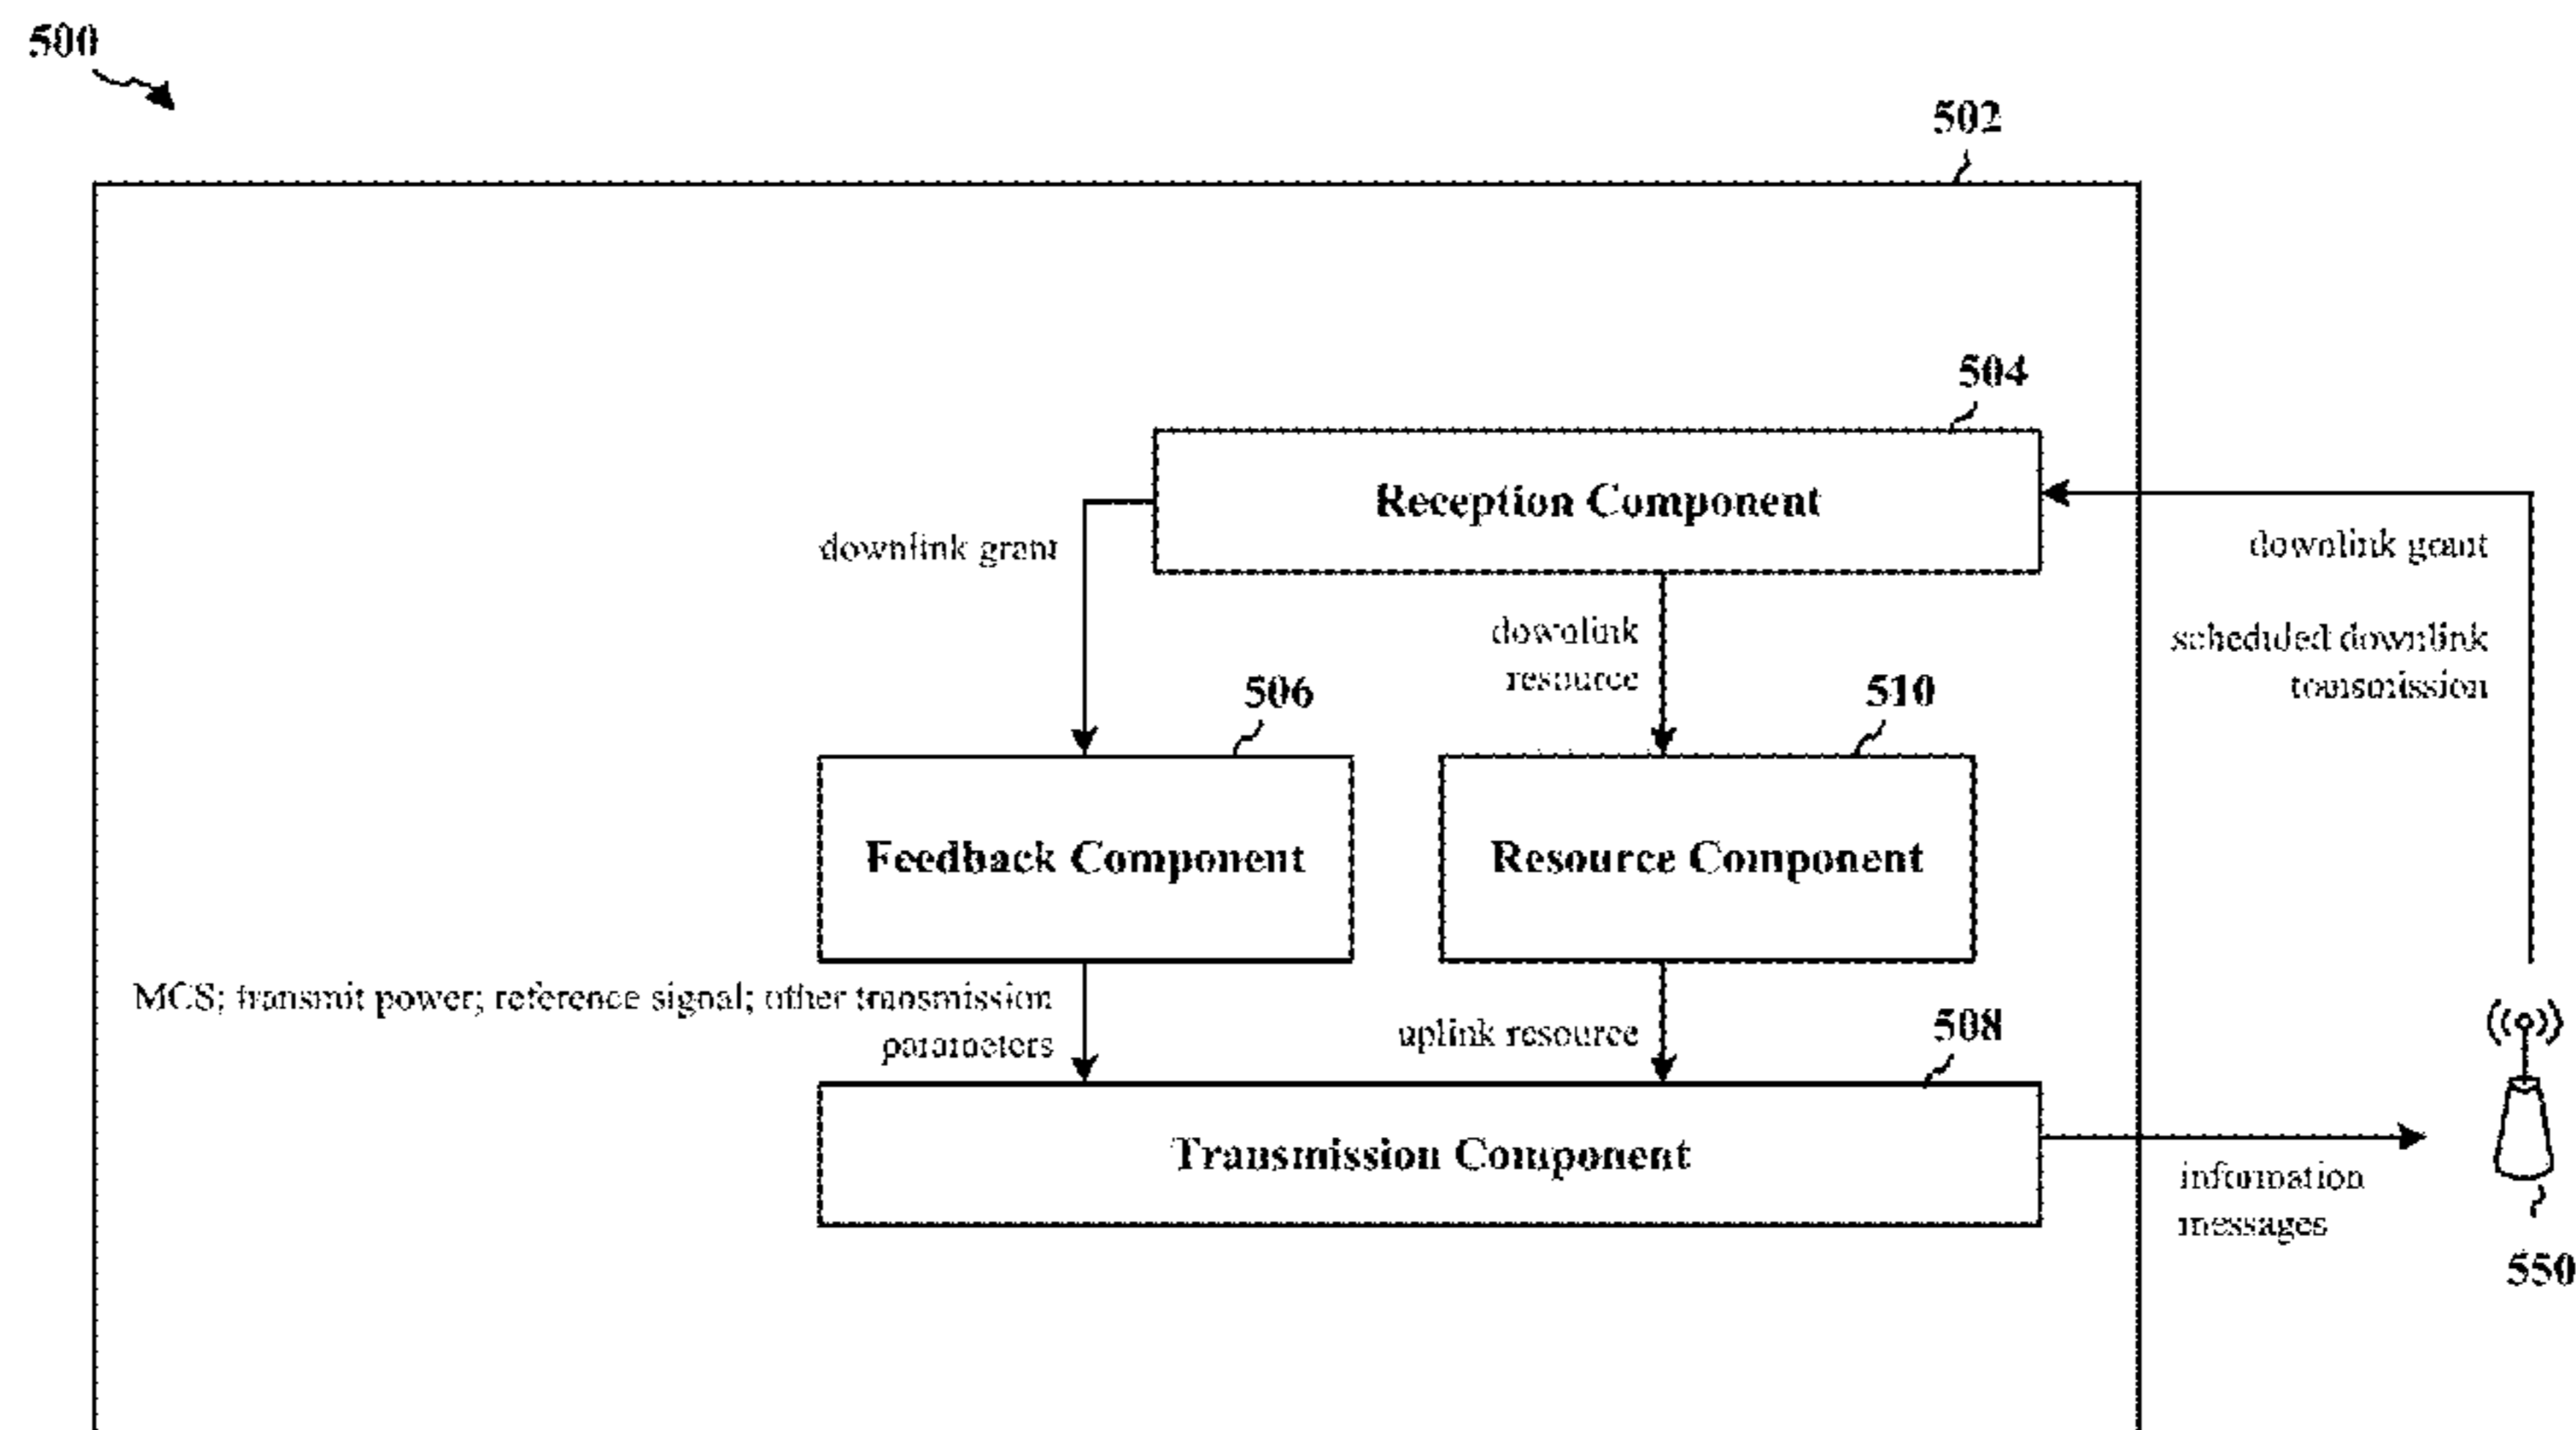 500
502
504
Reception Component
downlink grant
downlink grant
downlink
resource
scheduled downlink
transmission
506
510
Feedback Component
Resource Component
MCS; transmit power; reference signal; other transmission
parameters
uplink resource
508
Transmission Component
information
messages
550